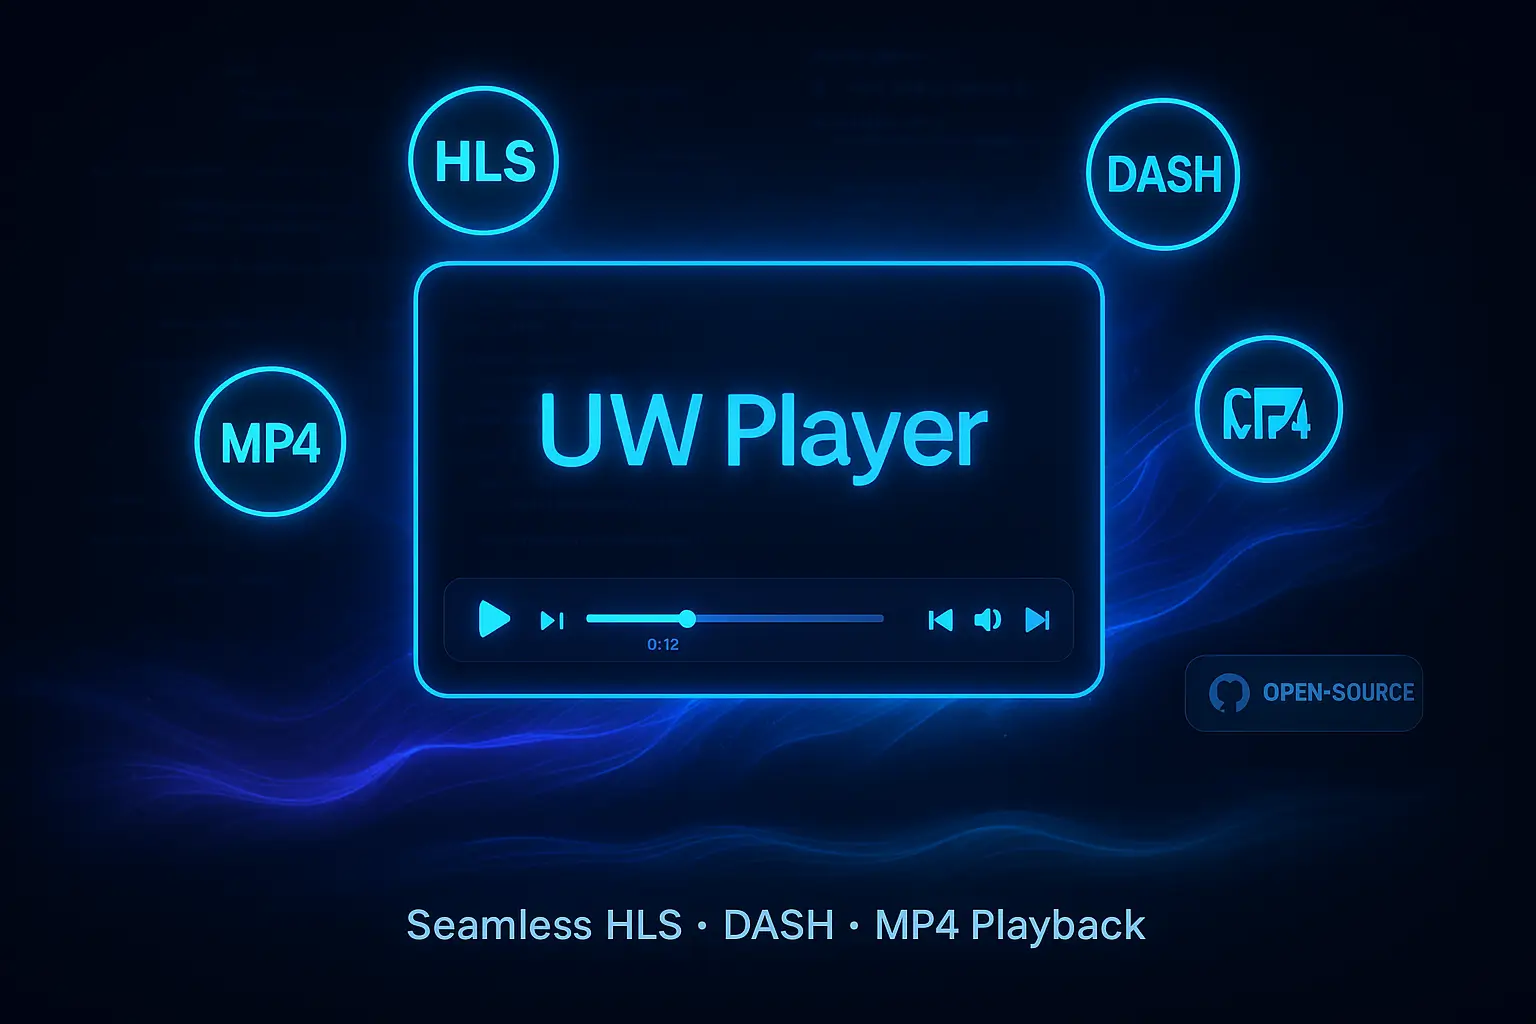 HLS
DASH
MP4
UW Player
0:12
OPEN-SOURCE
Seamless HLS · DASH · MP4 Playback